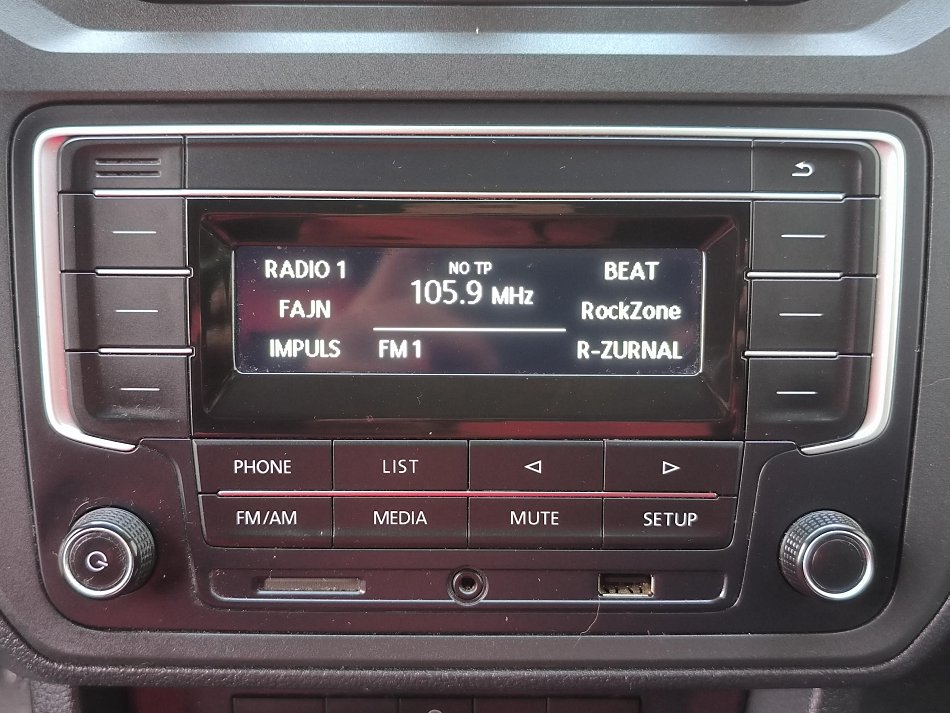 RADIO 1
FAJN
IMPULS
NO TP
105.9 MHz
FM 1
BEAT
RockZone
R-ZURNAL
PHONE LIST
FM/AM MEDIA MUTE SETUP